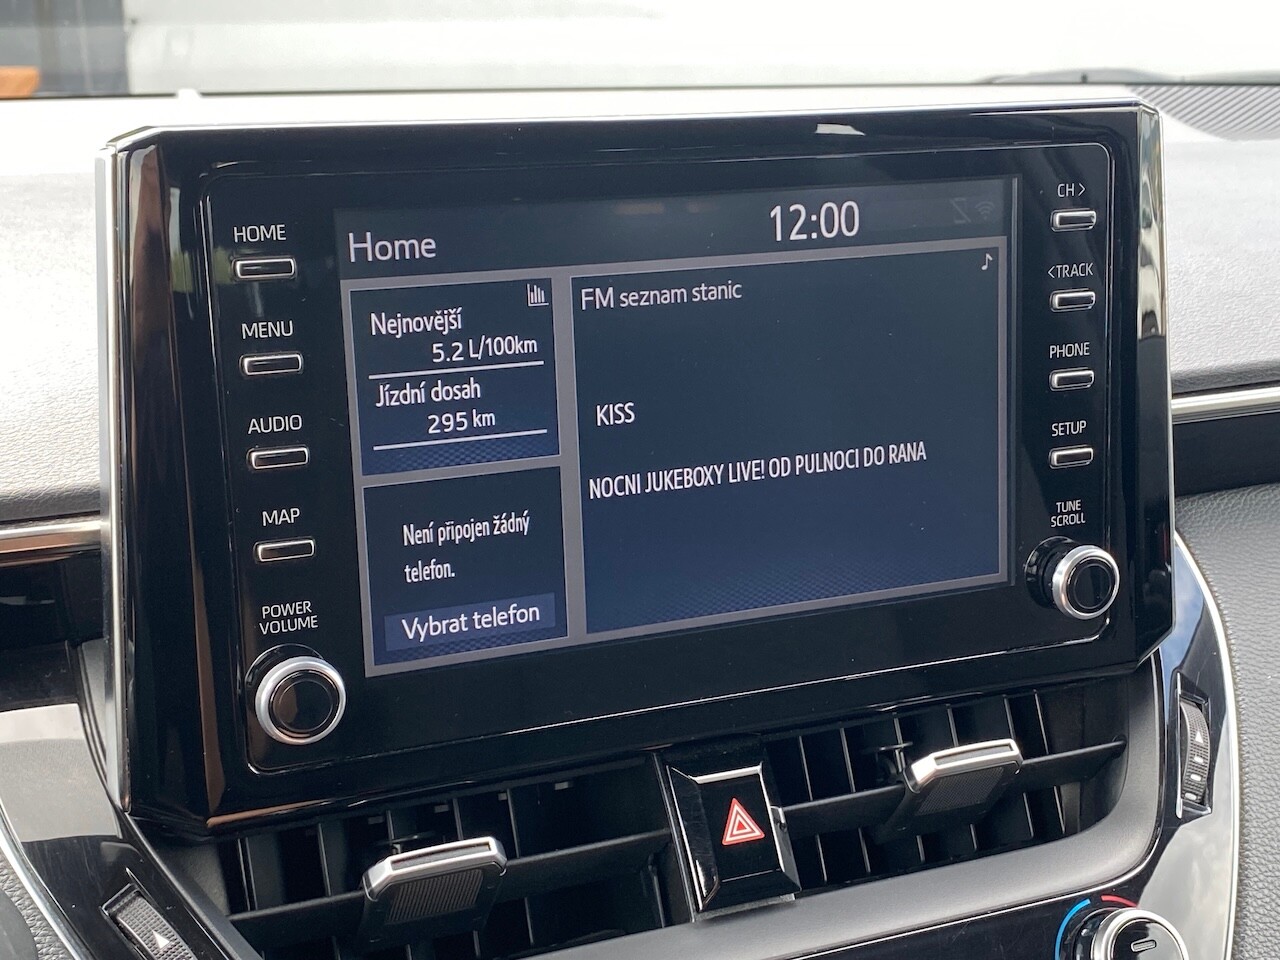 HOME
MENU
AUDIO
MAP
POWER
VOLUME
Home
12:00
Nejnovější
5.2 L/100km
Jízdní dosah
295 km
Není připojen žádný
telefon.
Vybrat telefon
FM seznam stanic
KISS
NOCNI JUKEBOXY LIVE! OD PULNOCI DO RANA
CH >
< TRACK
PHONE
SETUP
TUNE
SCROLL